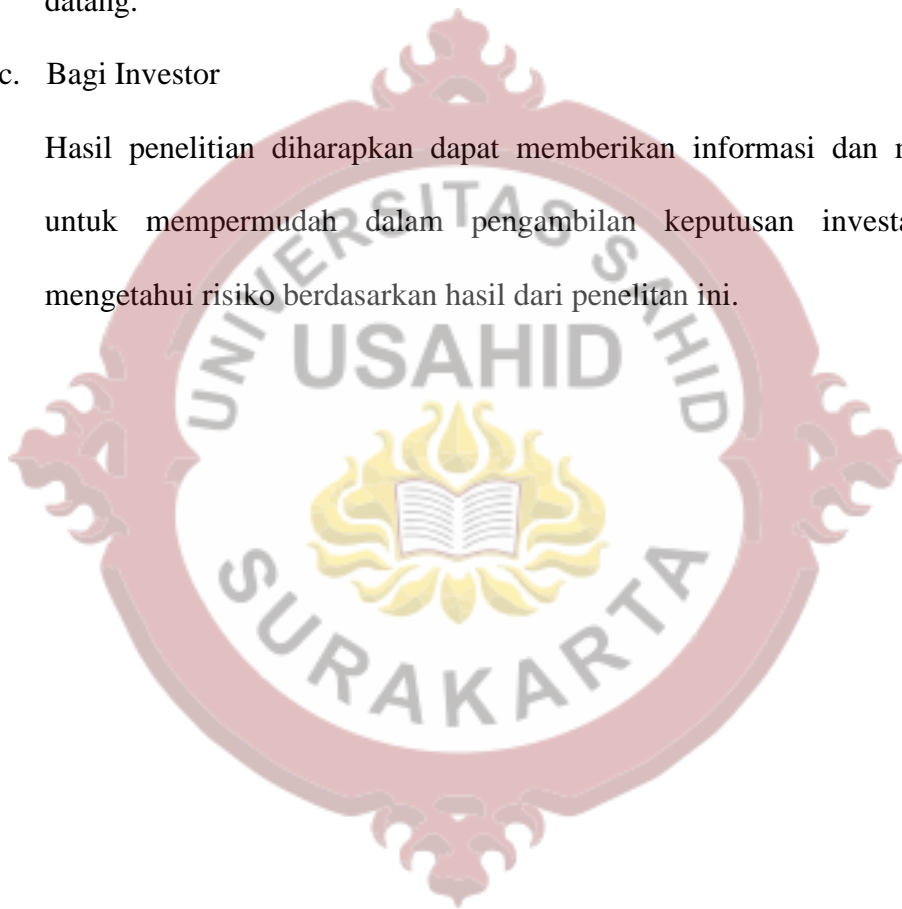 datang.
c. Bagi Investor
Hasil penelitian diharapkan dapat memberikan informasi dan
untuk mempermudah dalam pengambilan keputusan
mengetahui risiko berdasarkan hasil dari penelitan ini.
UNIVERSITAS SAHID
USAHID
SURAKARTA